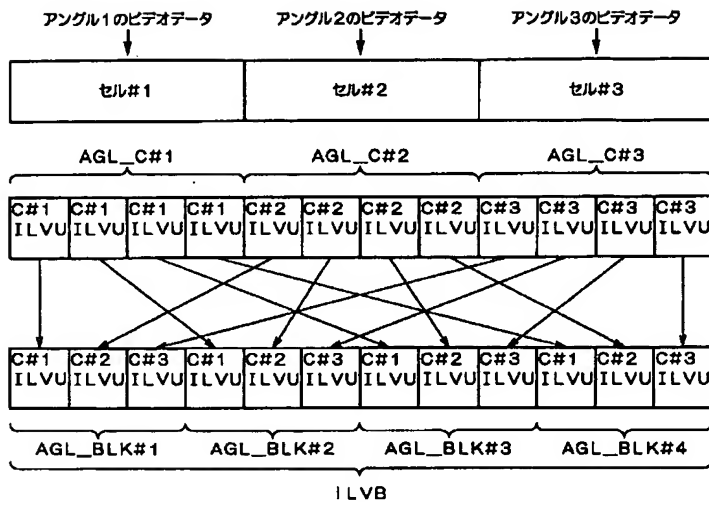 アングル1のビデオデータ アングル2のビデオデータ アングル3のビデオデータ
セル#1 セル#2 セル#3
AGL_C#1 AGL_C#2 AGL_C#3
C#1 C#1 C#1 C#1 C#2 C#2 C#2 C#2 C#3 C#3 C#3 C#3
ILVU ILVU ILVU ILVU ILVU ILVU ILVU ILVU ILVU ILVU ILVU ILVU
C#1 C#2 C#3 C#1 C#2 C#3 C#1 C#2 C#3 C#1 C#2 C#3
ILVU ILVU ILVU ILVU ILVU ILVU ILVU ILVU ILVU ILVU ILVU ILVU
AGL_BLK#1 AGL_BLK#2 AGL_BLK#3 AGL_BLK#4
ILVB